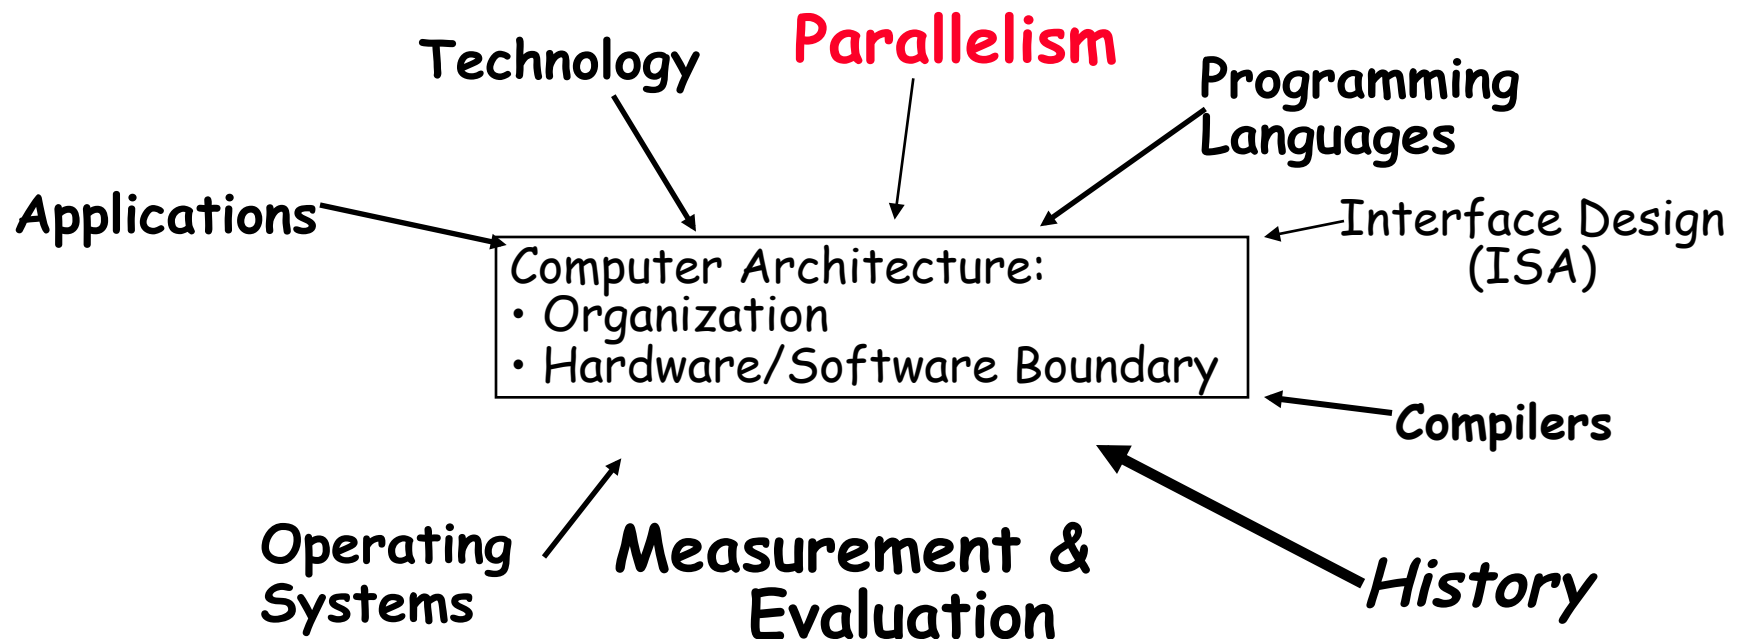 Parallelism
Technology
Programming
Languages
Applications
Interface Design
(ISA)
Computer Architecture:
• Organization
• Hardware/Software Boundary
Compilers
Operating
Systems
Measurement &
Evaluation
History